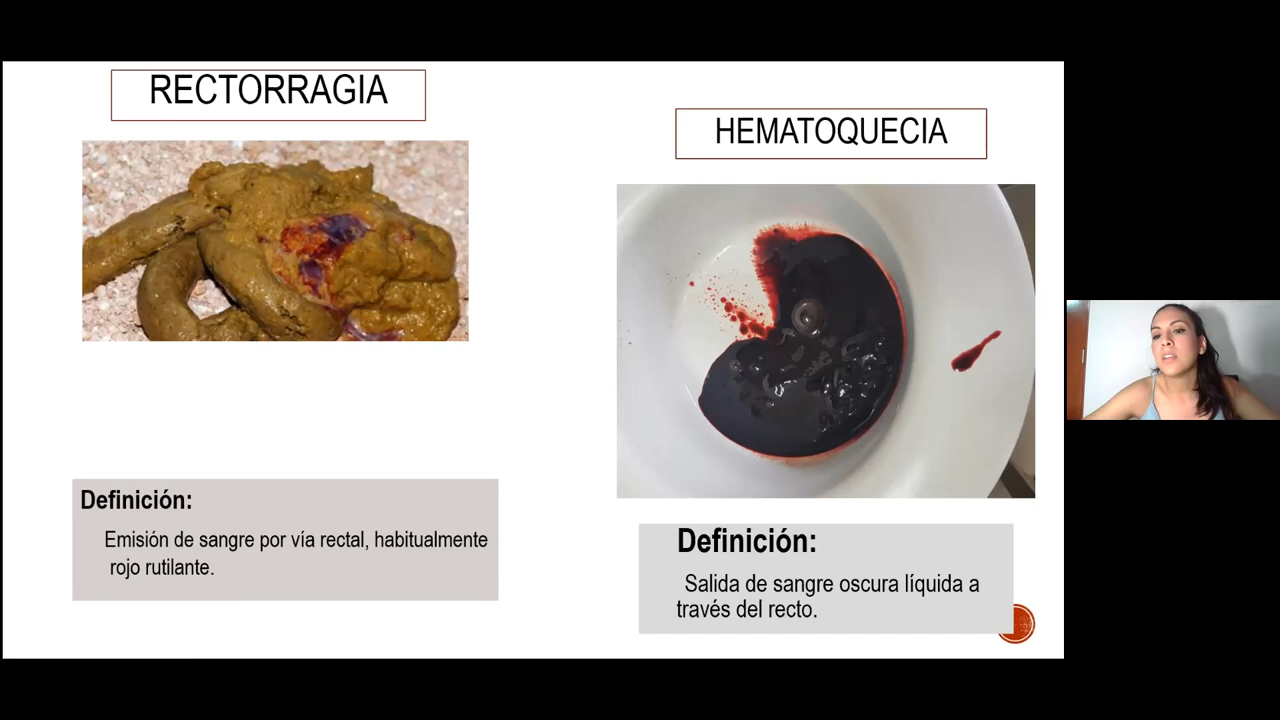 RECTORRAGIA
Definición:
Emisión de sangre por vía rectal, habitualmente
rojo rutilante.
HEMATOQUECIA
Definición:
Salida de sangre oscura líquida a
través del recto.